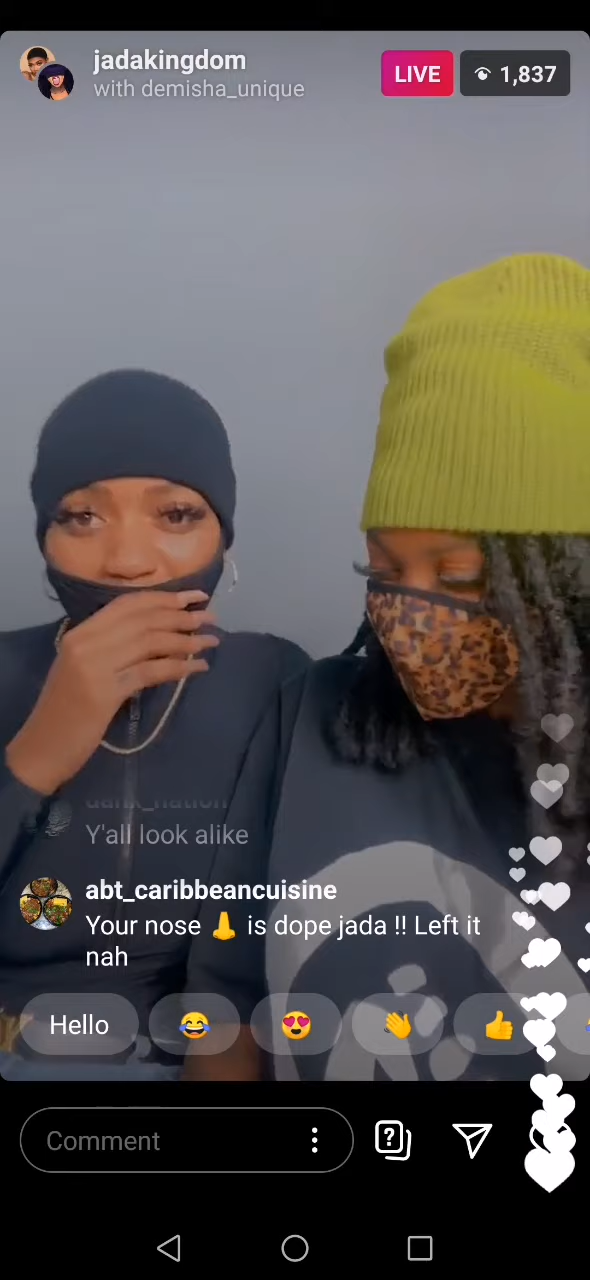 jadakingdom
with demisha_unique
LIVE
1,837
Y'all look alike
abt_caribbeancuisine
Your nose 👃 is dope jada !! Left it
nah
Hello
Comment